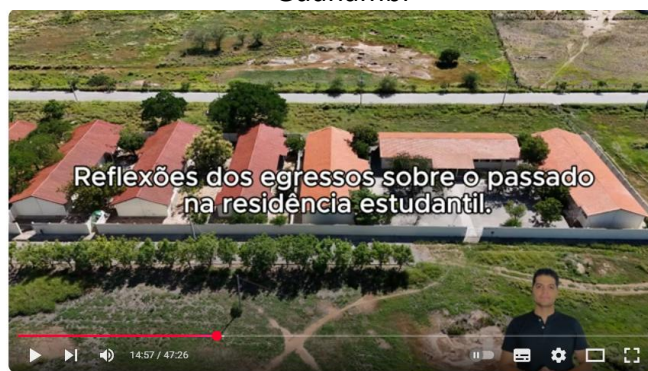 Reflexões dos egressos sobre o passado
na residência estudantil.
14:57 / 47:26